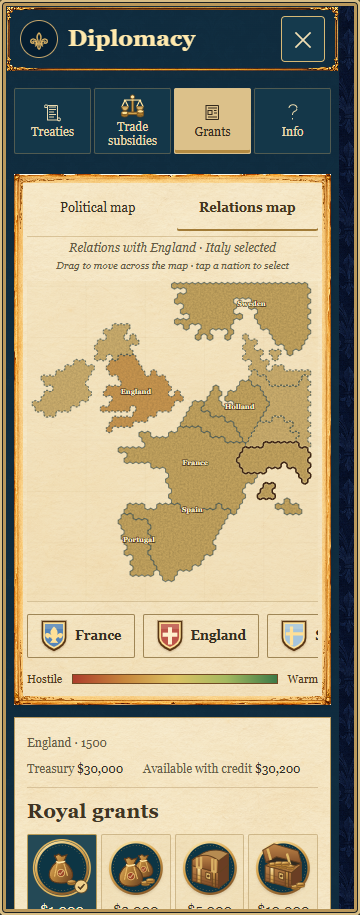 Diplomacy
Treaties
Trade
subsidies
Grants
Info
Political map
Relations map
Relations with England · Italy selected
Drag to move across the map · tap a nation to select
Sweden
England
Holland
France
Spain
Portugal
France
England
Hostile
Warm
England · 1500
Treasury $30,000
Available with credit $30,200
Royal grants